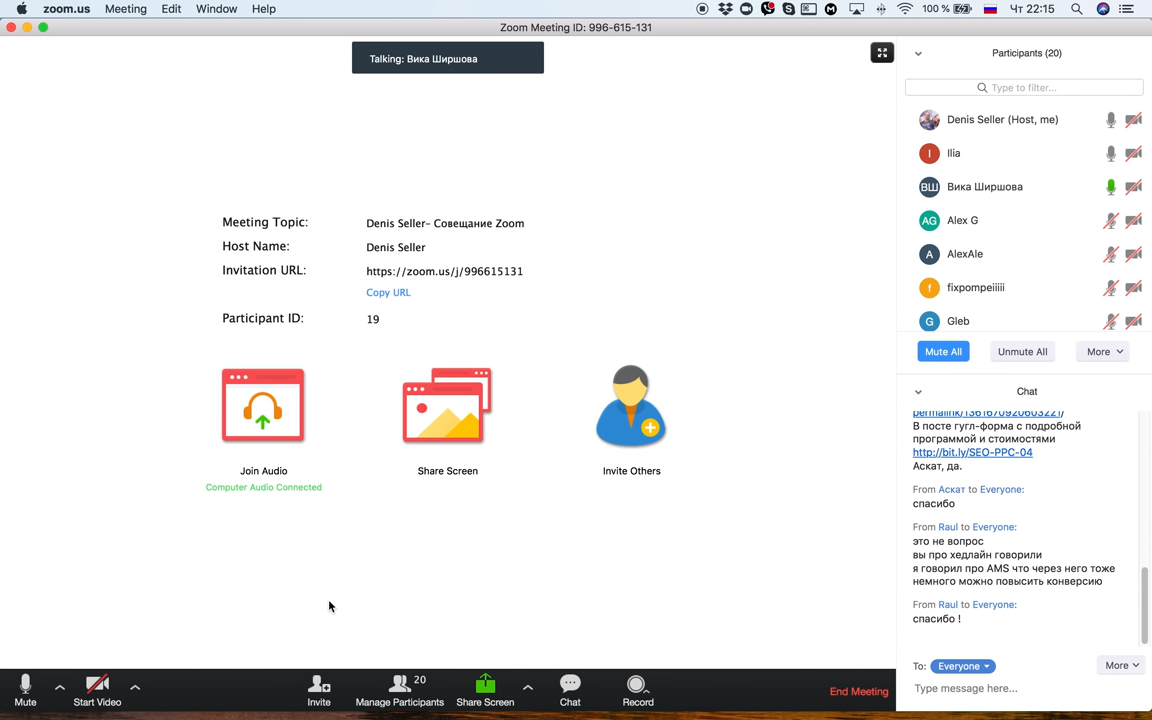 zoom.us Meeting Edit Window Help
100 % Чт 22:15
Zoom Meeting ID: 996-615-131
Talking: Вика Ширшова
Meeting Topic: Denis Seller- Совещание Zoom
Host Name: Denis Seller
Invitation URL: https://zoom.us/j/996615131
Copy URL
Participant ID: 19
Join Audio
Computer Audio Connected
Share Screen
Invite Others
Participants (20)
Type to filter...
Denis Seller (Host, me)
I Ilia
ВШ Вика Ширшова
AG Alex G
A AlexAle
f fixpompeiiiii
G Gleb
Mute All Unmute All More
Chat
permalink/1361670920603221/
В посте гугл-форма с подробной
программой и стоимостями
http://bit.ly/SEO-PPC-04
Аскат, да.
From Аскат to Everyone:
спасибо
From Raul to Everyone:
это не вопрос
вы про хедлайн говорили
я говорил про AMS что через него тоже
немного можно повысить конверсию
From Raul to Everyone:
спасибо !
To: Everyone More
Type message here...
Mute
Start Video
Invite
Manage Participants 20
Share Screen
Chat
Record
End Meeting